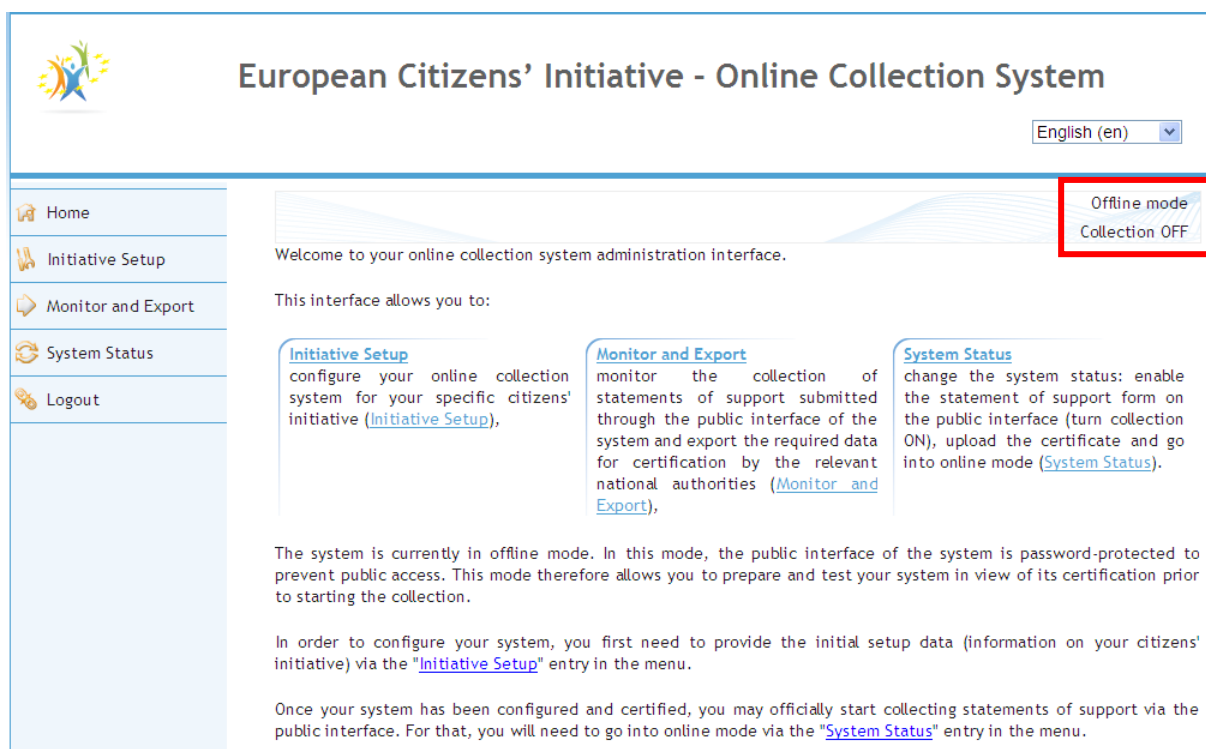 European Citizens' Initiative - Online Collection System
English (en)
Home
Initiative Setup
Monitor and Export
System Status
Logout
Offline mode
Collection OFF
Welcome to your online collection system administration interface.
This interface allows you to:
Initiative Setup
configure your online collection
system for your specific citizens'
initiative (Initiative Setup),
Monitor and Export
monitor the collection of
statements of support submitted
through the public interface of the
system and export the required data
for certification by the relevant
national authorities (Monitor and
Export),
System Status
change the system status: enable
the statement of support form on
the public interface (turn collection
ON), upload the certificate and go
into online mode (System Status).
The system is currently in offline mode. In this mode, the public interface of the system is password-protected to
prevent public access. This mode therefore allows you to prepare and test your system in view of its certification prior
to starting the collection.
In order to configure your system, you first need to provide the initial setup data (information on your citizens'
initiative) via the "Initiative Setup" entry in the menu.
Once your system has been configured and certified, you may officially start collecting statements of support via the
public interface. For that, you will need to go into online mode via the "System Status" entry in the menu.